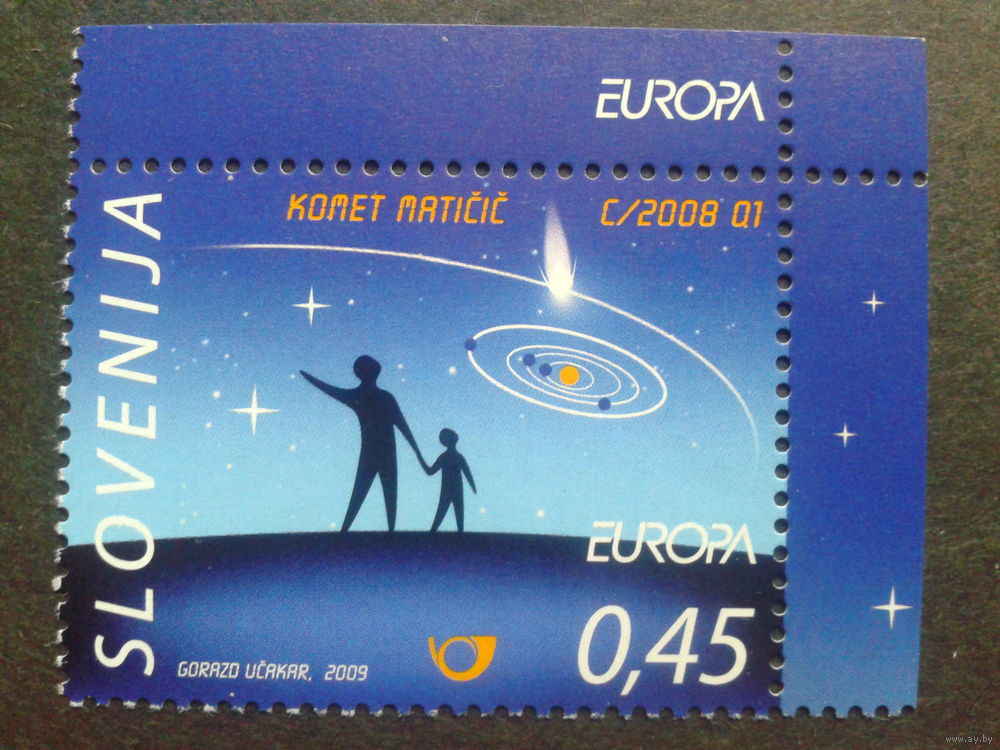 EUROPA
KOMET MATIČIČ C/2008 Q1
SLOVENIJA
EUROPA
0,45
GORAZD UČAKAR, 2009
www.ay.by